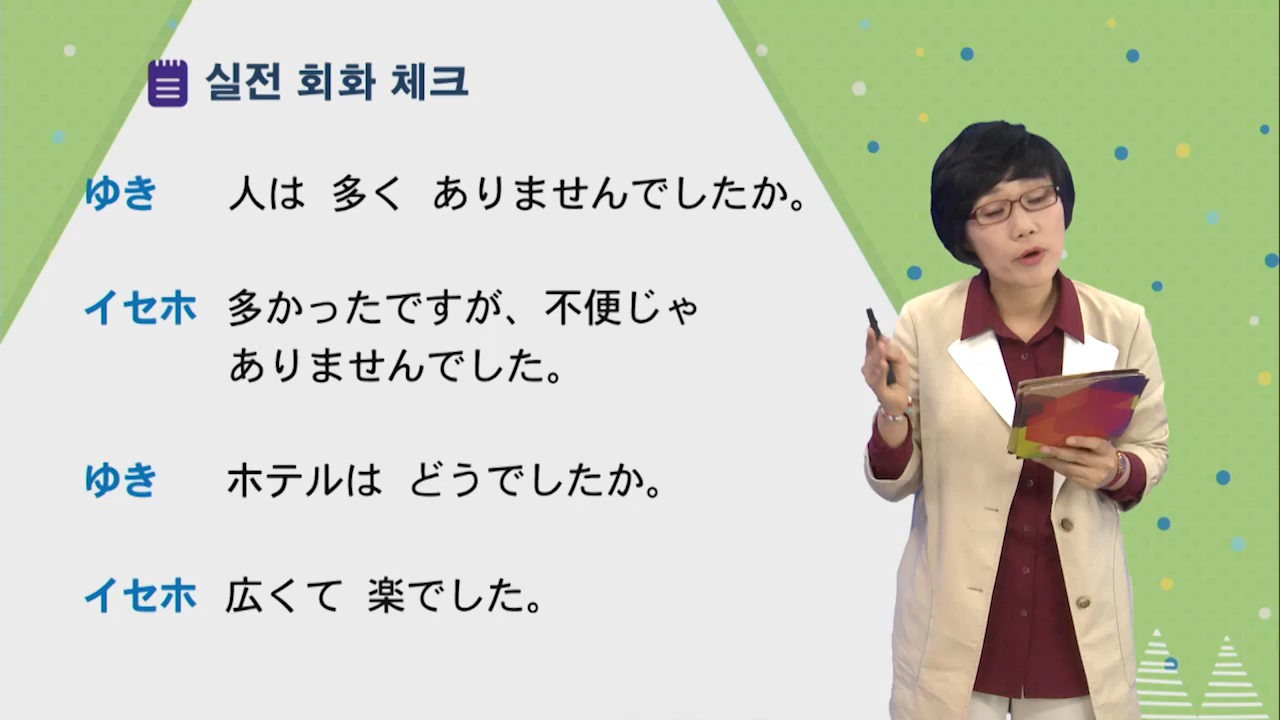 실전 회화 체크
ゆき 人は 多く ありませんでしたか。
イセホ 多かったですが、不便じゃ
ありませんでした。
ゆき ホテルは どうでしたか。
イセホ 広くて 楽でした。